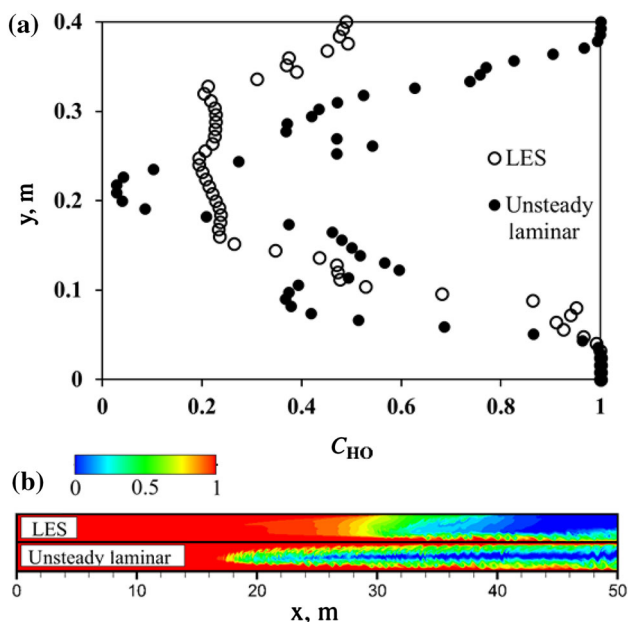 (a)
0.4
0.3
0.2
0.1
0
y, m
LES
Unsteady
laminar
0 0.2 0.4 0.6 0.8 1
C_HO
(b)
0 0.5 1
LES
Unsteady laminar
0 10 20 30 40 50
x, m